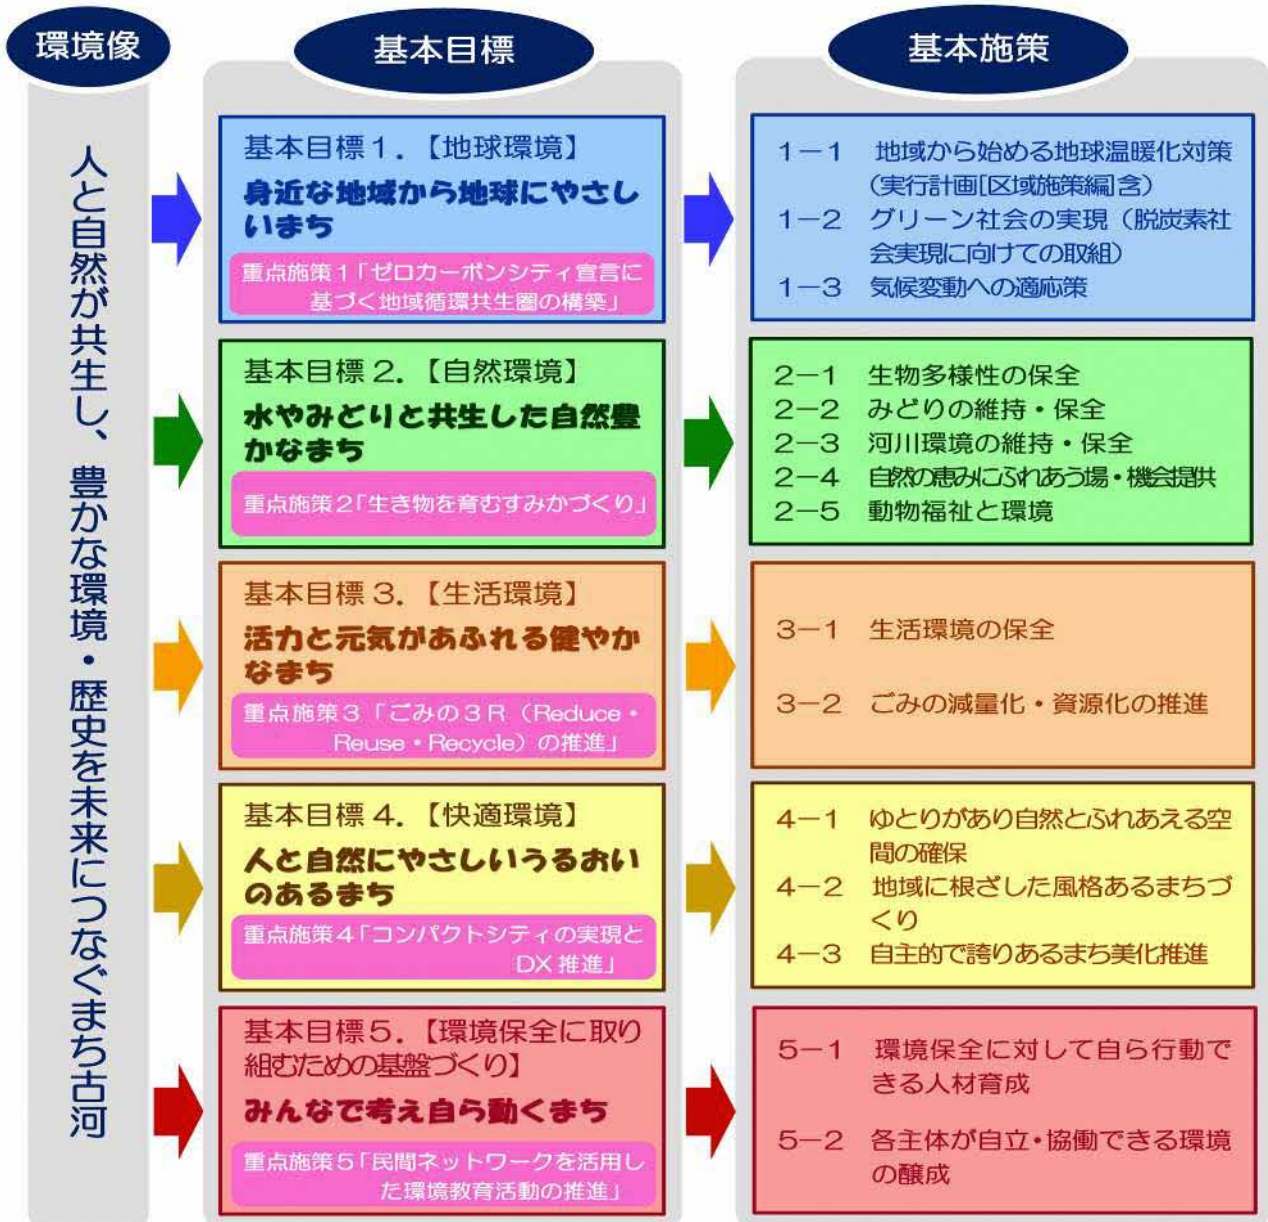 環境像
基本目標
基本施策
人と自然が共生し、豊かな環境・歴史を未来につなぐまち古河
基本目標1．【地球環境】
身近な地域から地球にやさし
いまち
重点施策1「ゼロカーボンシティ宣言に
基づく地域循環共生圏の構築」
1－1 地域から始める地球温暖化対策
（実行計画[区域施策編]含）
1－2 グリーン社会の実現（脱炭素社
会実現に向けての取組）
1－3 気候変動への適応策
基本目標2．【自然環境】
水やみどりと共生した自然豊
かなまち
重点施策2「生き物を育むすみかづくり」
2－1 生物多様性の保全
2－2 みどりの維持・保全
2－3 河川環境の維持・保全
2－4 自然の恵みにふれあう場・機会提供
2－5 動物福祉と環境
基本目標3．【生活環境】
活力と元気があふれる健やか
なまち
重点施策3「ごみの3R（Reduce・
Reuse・Recycle）の推進」
3－1 生活環境の保全
3－2 ごみの減量化・資源化の推進
基本目標4．【快適環境】
人と自然にやさしいうるおい
のあるまち
重点施策4「コンパクトシティの実現と
DX推進」
4－1 ゆとりがあり自然とふれあえる空
間の確保
4－2 地域に根ざした風格あるまちづ
くり
4－3 自主的で誇りあるまち美化推進
基本目標5．【環境保全に取り
組むための基盤づくり】
みんなで考え自ら動くまち
重点施策5「民間ネットワークを活用し
た環境教育活動の推進」
5－1 環境保全に対して自ら行動で
きる人材育成
5－2 各主体が自立・協働できる環境
の醸成